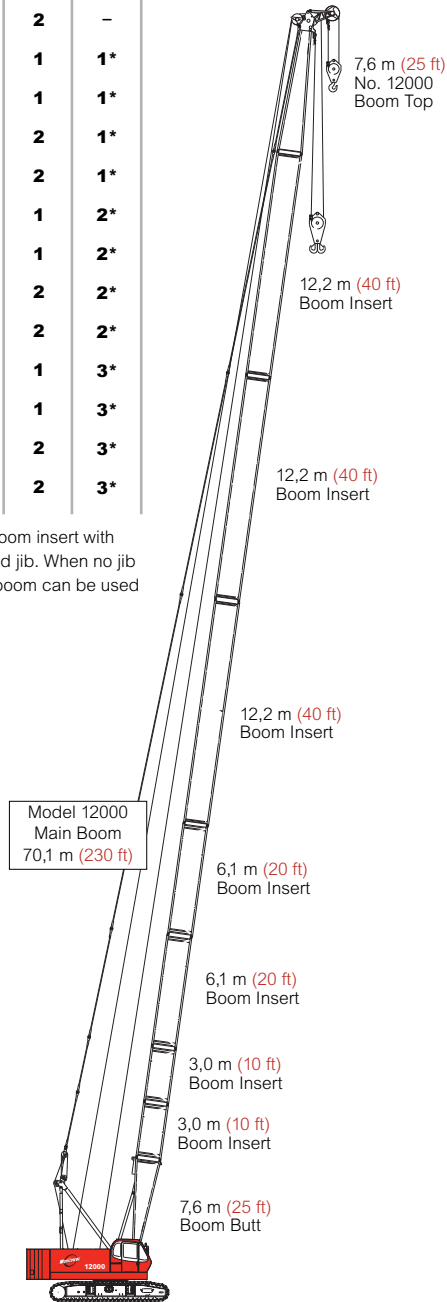 2 –
1 1*
1 1*
2 1*
2 1*
1 2*
1 2*
2 2*
2 2*
1 3*
1 3*
2 3*
2 3*
oom insert with
d jib. When no jib
boom can be used
7,6 m (25 ft)
No. 12000
Boom Top
12,2 m (40 ft)
Boom Insert
12,2 m (40 ft)
Boom Insert
12,2 m (40 ft)
Boom Insert
Model 12000
Main Boom
70,1 m (230 ft)
6,1 m (20 ft)
Boom Insert
6,1 m (20 ft)
Boom Insert
3,0 m (10 ft)
Boom Insert
3,0 m (10 ft)
Boom Insert
7,6 m (25 ft)
Boom Butt
12000